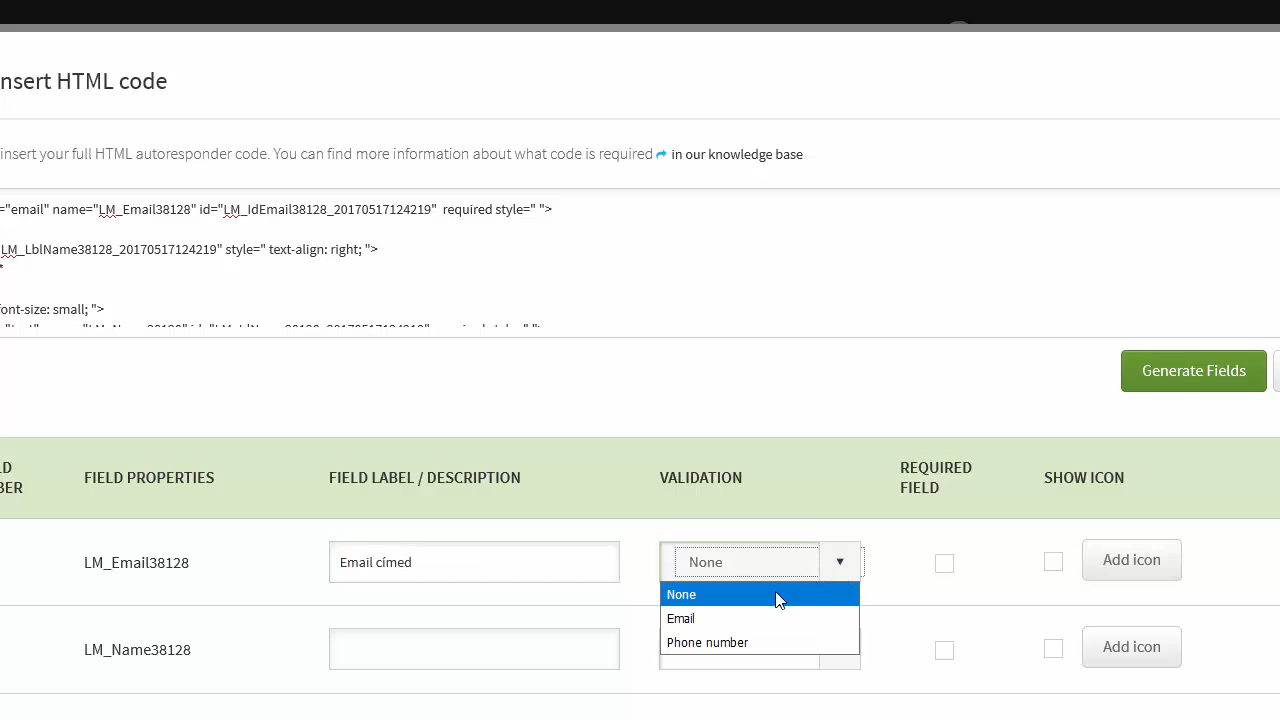 nsert HTML code
insert your full HTML autoresponder code. You can find more information about what code is required in our knowledge base
="email" name="LM_Email38128" id="LM_IdEmail38128_20170517124219" required style=" ">
LM_LblName38128_20170517124219" style=" text-align: right; ">
*
font-size: small; ">
Generate Fields
LD
BER
FIELD PROPERTIES
FIELD LABEL / DESCRIPTION
VALIDATION
REQUIRED
FIELD
SHOW ICON
LM_Email38128
Email címed
None
Add icon
None
Email
Phone number
LM_Name38128
Add icon